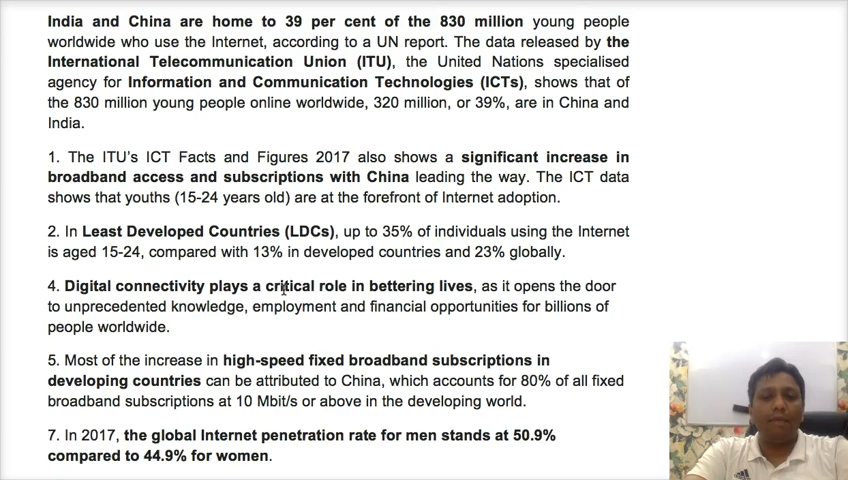 India and China are home to 39 per cent of the 830 million young people
worldwide who use the Internet, according to a UN report. The data released by the
International Telecommunication Union (ITU), the United Nations specialised
agency for Information and Communication Technologies (ICTs), shows that of
the 830 million young people online worldwide, 320 million, or 39%, are in China and
India.
1. The ITU's ICT Facts and Figures 2017 also shows a significant increase in
broadband access and subscriptions with China leading the way. The ICT data
shows that youths (15-24 years old) are at the forefront of Internet adoption.
2. In Least Developed Countries (LDCs), up to 35% of individuals using the Internet
is aged 15-24, compared with 13% in developed countries and 23% globally.
4. Digital connectivity plays a critical role in bettering lives, as it opens the door
to unprecedented knowledge, employment and financial opportunities for billions of
people worldwide.
5. Most of the increase in high-speed fixed broadband subscriptions in
developing countries can be attributed to China, which accounts for 80% of all fixed
broadband subscriptions at 10 Mbit/s or above in the developing world.
7. In 2017, the global Internet penetration rate for men stands at 50.9%
compared to 44.9% for women.